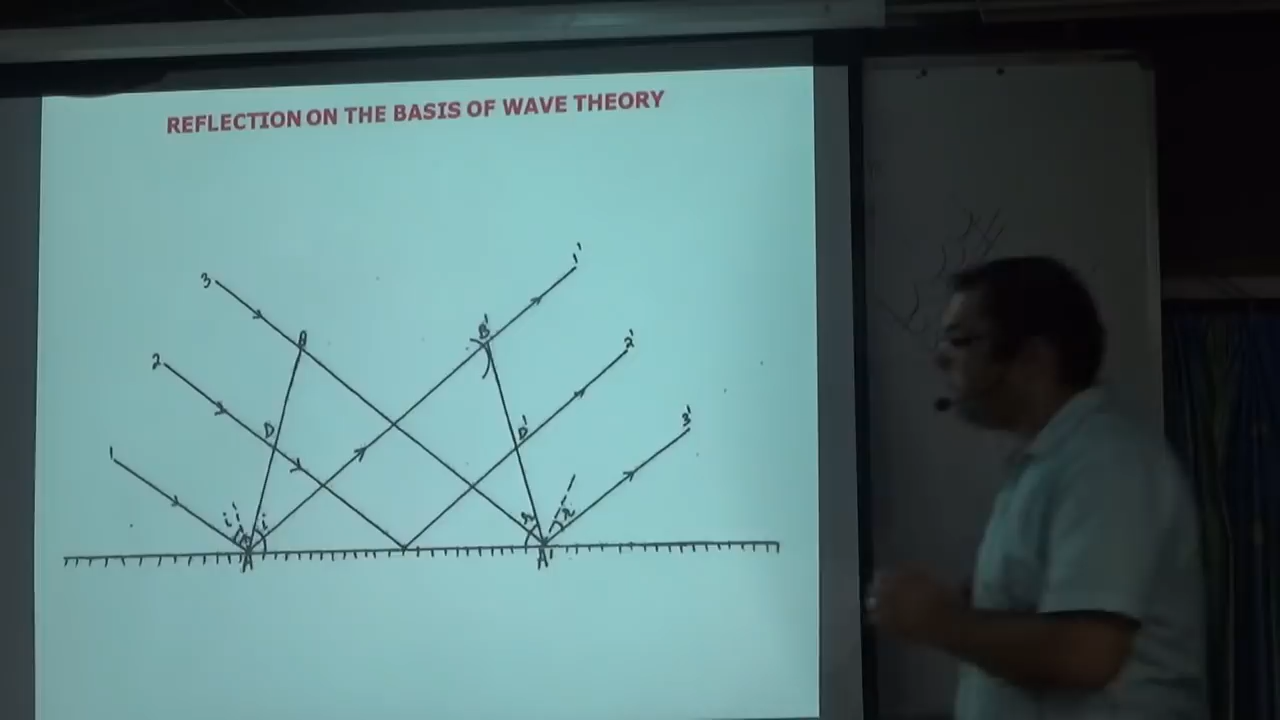 REFLECTION ON THE BASIS OF WAVE THEORY
1'
3
B'
B
2'
2
D
D'
3'
1
i
i
r
r
A
A'